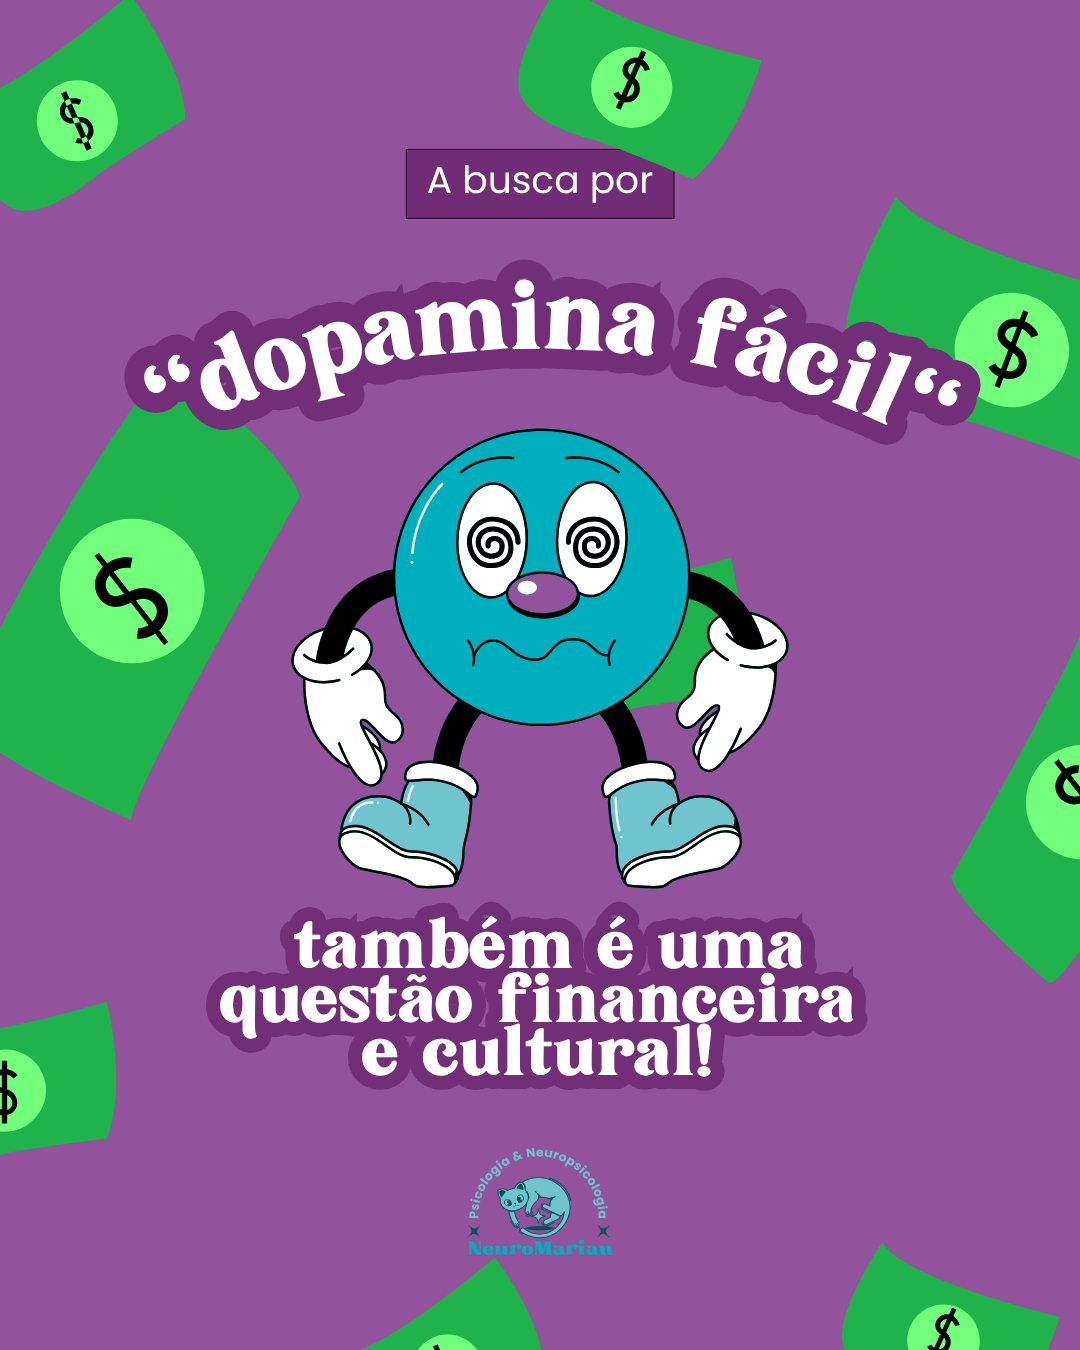 A busca por
“dopamina fácil“
também é uma
questão financeira
e cultural!
Psicologia & Neuropsicologia
NeuroMarian